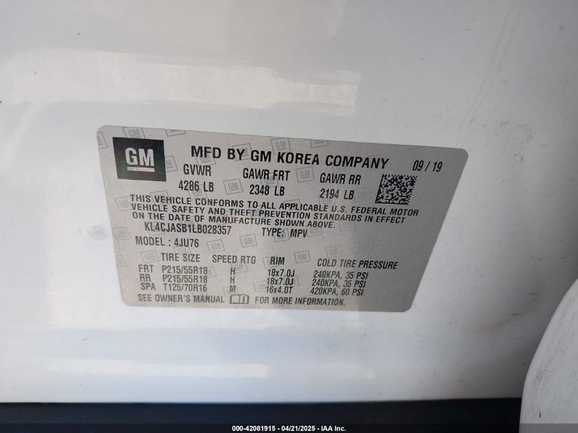 GM
MFD BY GM KOREA COMPANY 09/19
GVWR GAWR FRT GAWR RR
4286 LB 2348 LB 2194 LB
THIS VEHICLE CONFORMS TO ALL APPLICABLE U.S. FEDERAL MOTOR
VEHICLE SAFETY AND THEFT PREVENTION STANDARDS IN EFFECT
ON THE DATE OF MANUFACTURE SHOWN ABOVE.
KL4CJASB1LB028357 TYPE: MPV
MODEL : 4JU76
TIRE SIZE SPEED RTG RIM COLD TIRE PRESSURE
FRT P215/55R18 H 18x7.0J 240KPA, 35 PSI
RR P215/55R18 H 18x7.0J 240KPA, 35 PSI
SPA T125/70R16 M 16x4.0T 420KPA, 60 PSI
SEE OWNER'S MANUAL FOR MORE INFORMATION.
000-42081915 - 04/21/2025 - IAA, Inc.